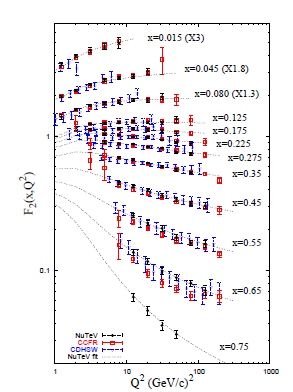 x=0.015 (X3)
x=0.045 (X1.8)
x=0.080 (X1.3)
x=0.125
x=0.175
x=0.225
x=0.275
x=0.35
x=0.45
x=0.55
x=0.65
x=0.75
1
0.1
F₂(x,Q²)
NuTeV
CCFR
CDHSW
NuTeV fit
1 10 100 1000
Q² (GeV/c)²